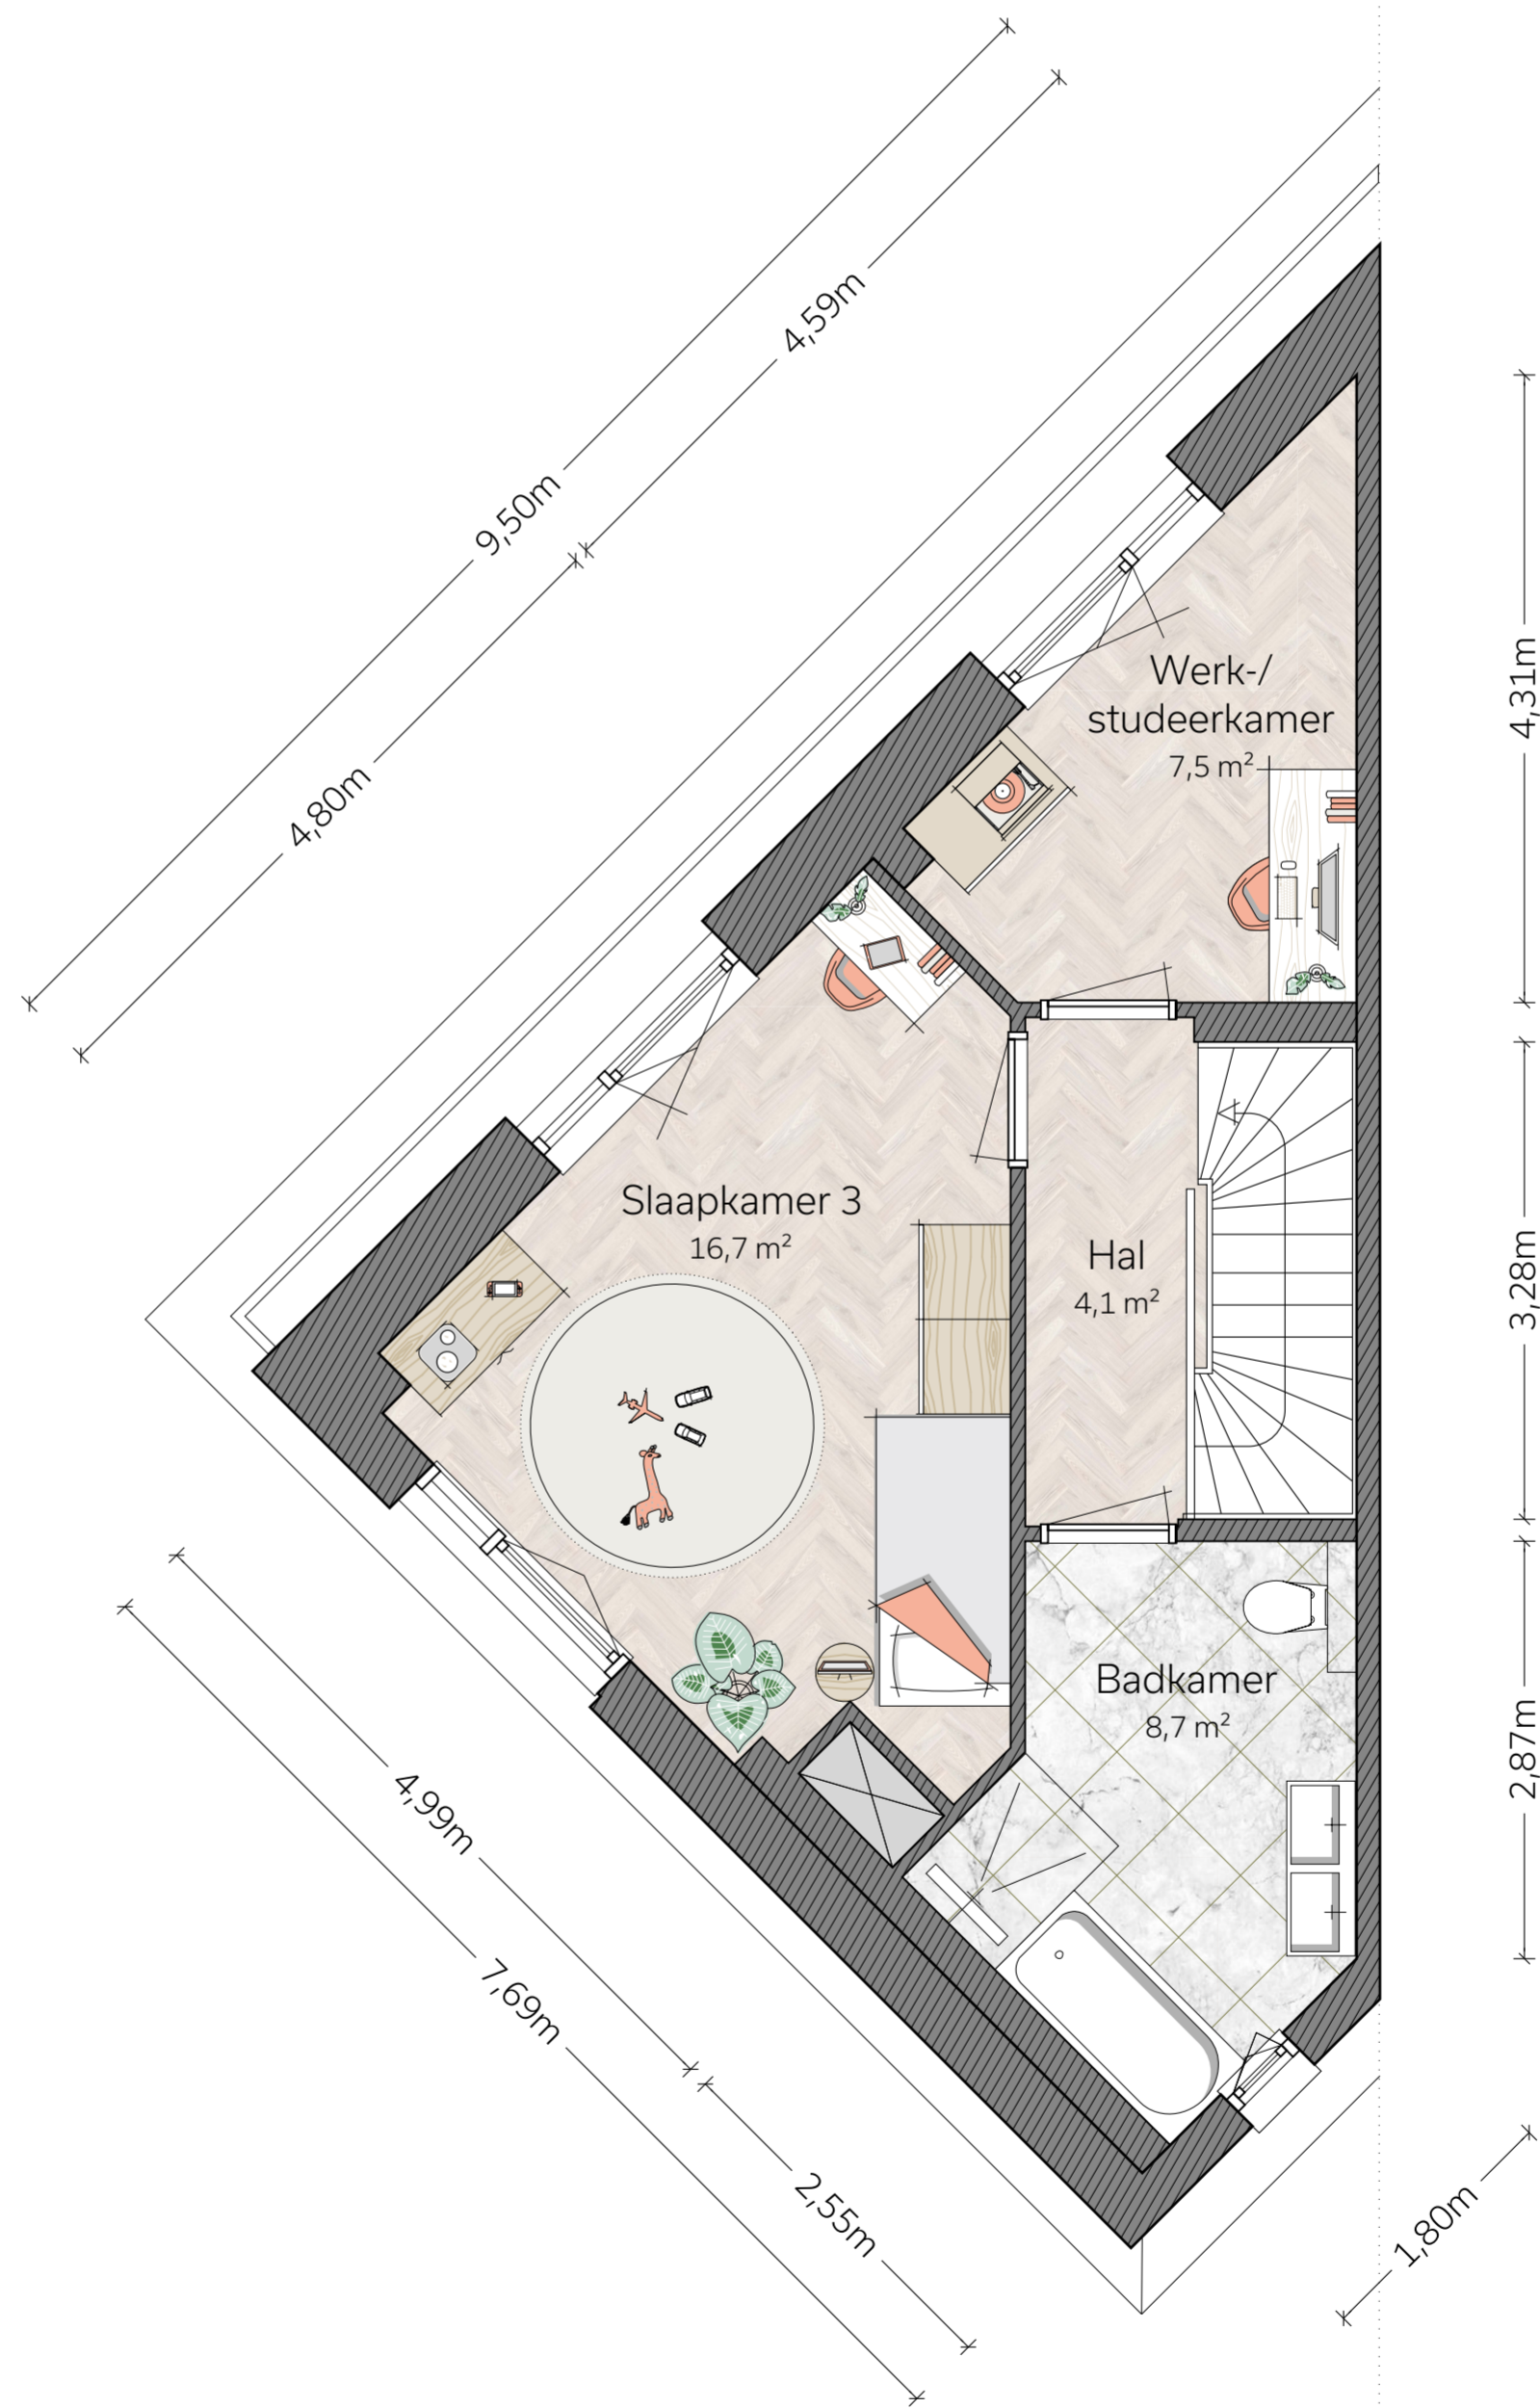 4,59m
9,50m
4,80m
Werk-/
studeerkamer
7,5 m²
4,31m
Slaapkamer 3
16,7 m²
Hal
4,1 m²
3,28m
Badkamer
8,7 m²
2,87m
4,99m
7,69m
2,55m
1,80m